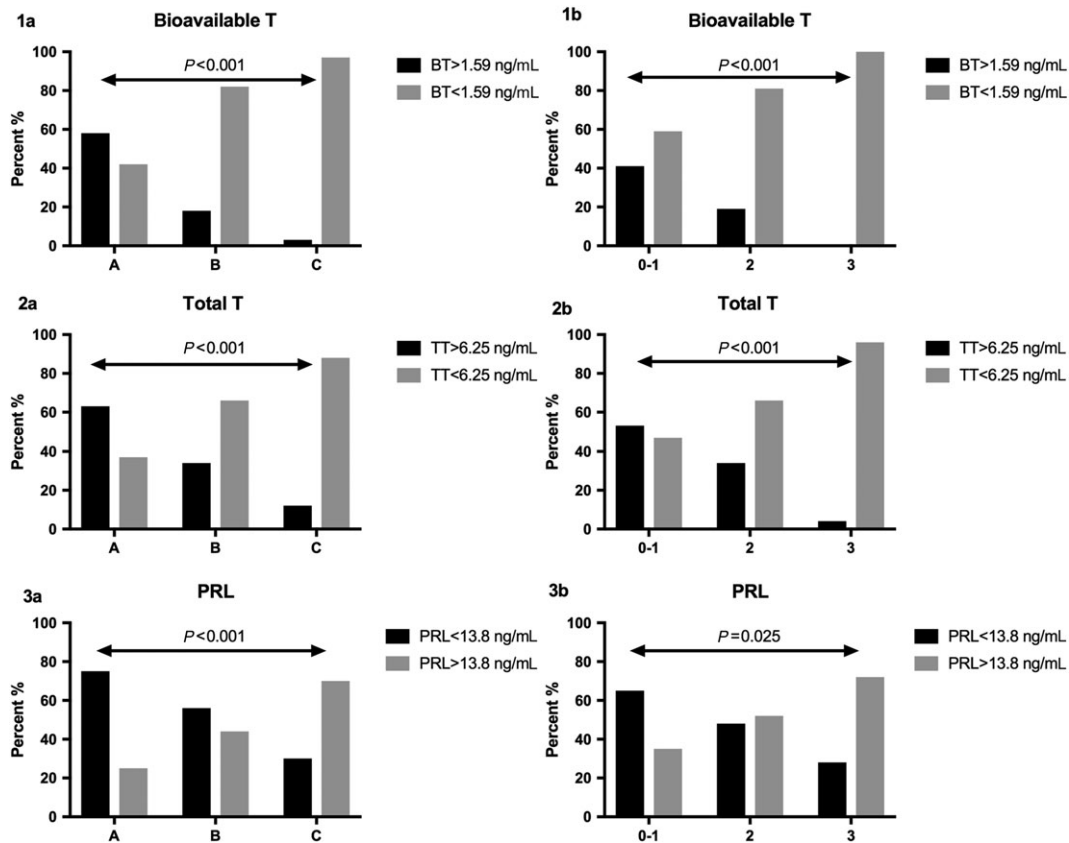 1a
Bioavailable T
Percent %
100
80
60
40
20
0
P<0.001
A
B
C
BT>1.59 ng/mL
BT<1.59 ng/mL
1b
Bioavailable T
Percent %
100
80
60
40
20
0
P<0.001
0-1
2
3
BT>1.59 ng/mL
BT<1.59 ng/mL
2a
Total T
Percent %
100
80
60
40
20
0
P<0.001
A
B
C
TT>6.25 ng/mL
TT<6.25 ng/mL
2b
Total T
Percent %
100
80
60
40
20
0
P<0.001
0-1
2
3
TT>6.25 ng/mL
TT<6.25 ng/mL
3a
PRL
Percent %
100
80
60
40
20
0
P<0.001
A
B
C
PRL<13.8 ng/mL
PRL>13.8 ng/mL
3b
PRL
Percent %
100
80
60
40
20
0
P=0.025
0-1
2
3
PRL<13.8 ng/mL
PRL>13.8 ng/mL